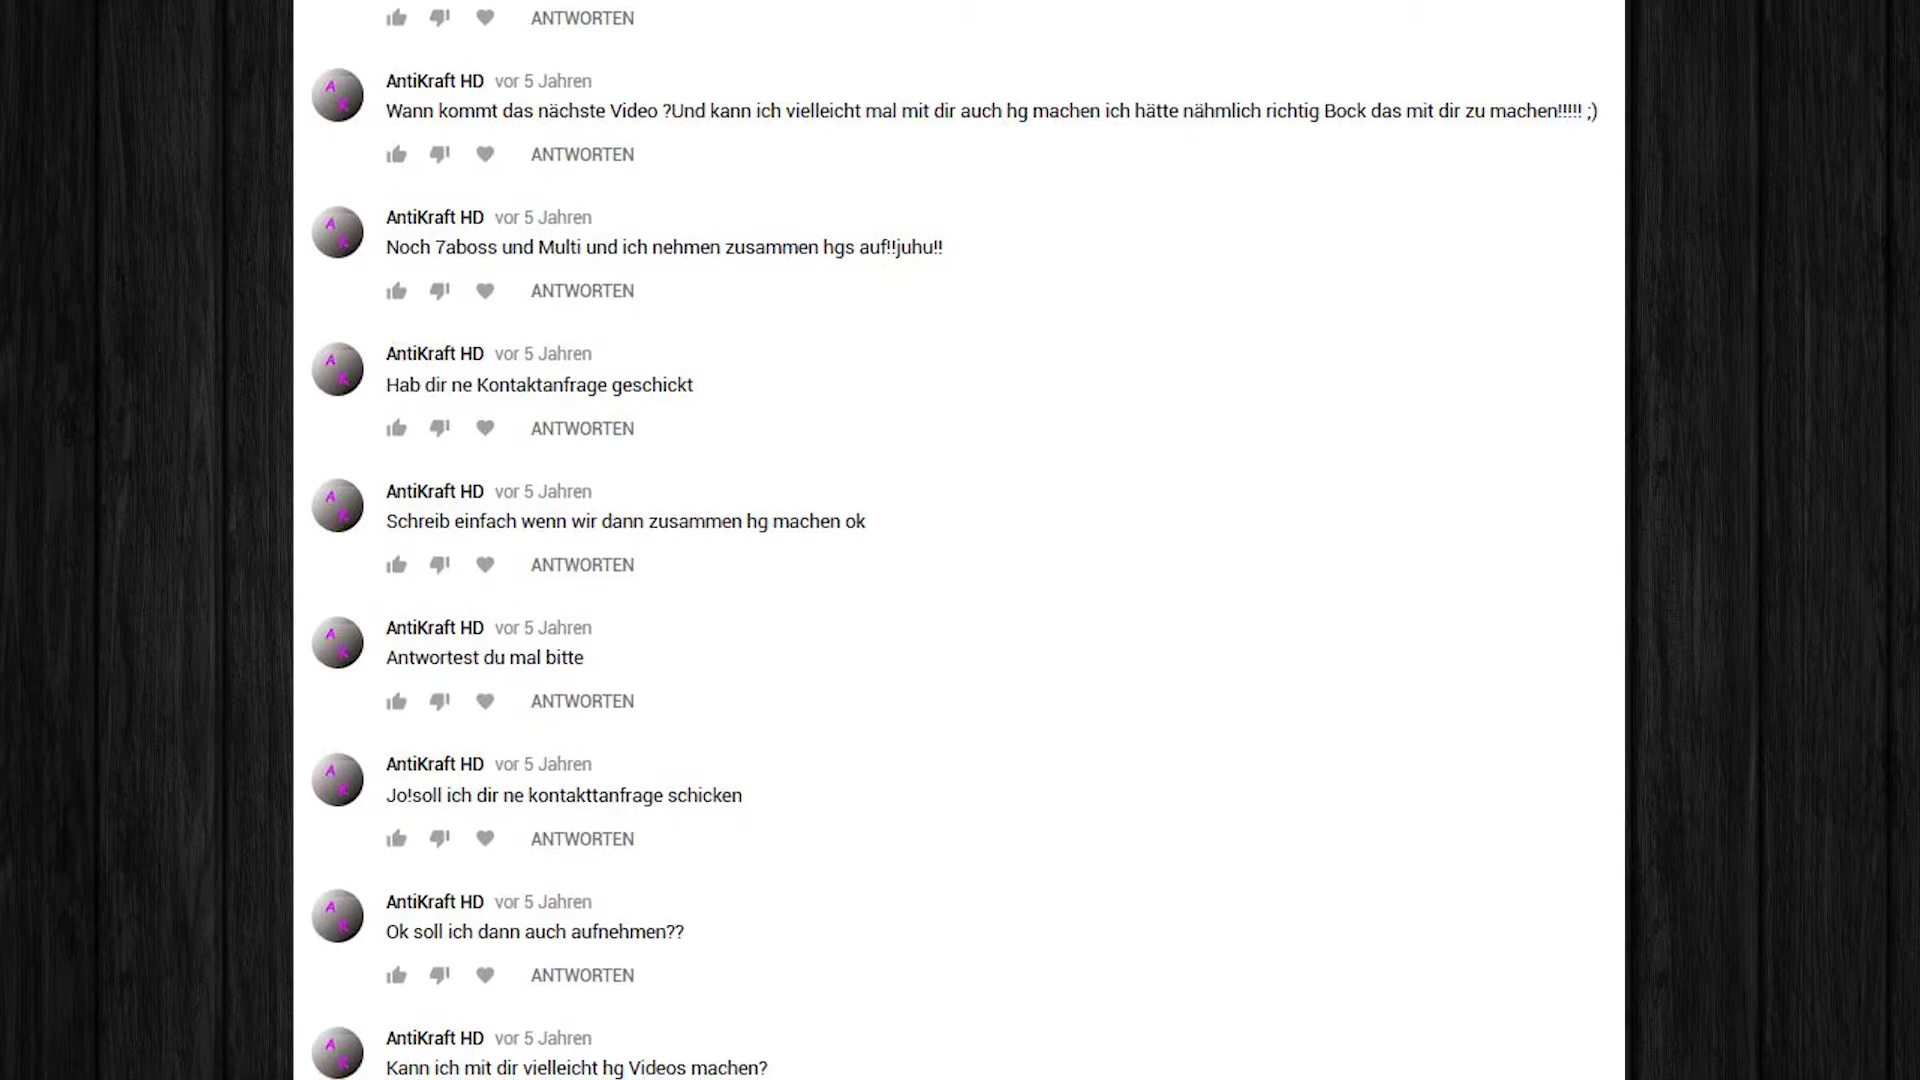 ANTWORTEN
AntiKraft HD vor 5 Jahren
Wann kommt das nächste Video ?Und kann ich vielleicht mal mit dir auch hg machen ich hätte nähmlich richtig Bock das mit dir zu machen!!!!! ;)
ANTWORTEN
AntiKraft HD vor 5 Jahren
Noch 7aboss und Multi und ich nehmen zusammen hgs auf!!juhu!!
ANTWORTEN
AntiKraft HD vor 5 Jahren
Hab dir ne Kontaktanfrage geschickt
ANTWORTEN
AntiKraft HD vor 5 Jahren
Schreib einfach wenn wir dann zusammen hg machen ok
ANTWORTEN
AntiKraft HD vor 5 Jahren
Antwortest du mal bitte
ANTWORTEN
AntiKraft HD vor 5 Jahren
Jo!soll ich dir ne kontakttanfrage schicken
ANTWORTEN
AntiKraft HD vor 5 Jahren
Ok soll ich dann auch aufnehmen??
ANTWORTEN
AntiKraft HD vor 5 Jahren
Kann ich mit dir vielleicht hg Videos machen?